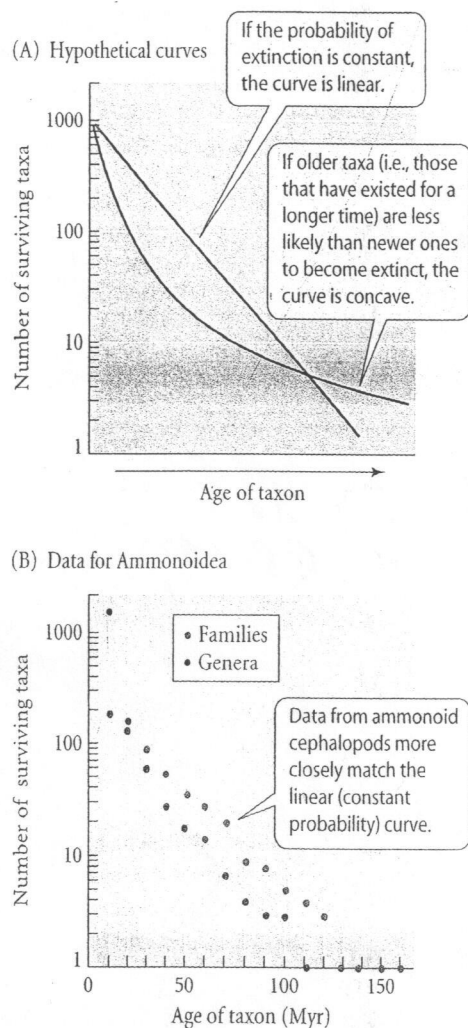 (A) Hypothetical curves
If the probability of
extinction is constant,
the curve is linear.
If older taxa (i.e., those
that have existed for a
longer time) are less
likely than newer ones
to become extinct, the
curve is concave.
Number of surviving taxa
1000
100
10
1
Age of taxon
(B) Data for Ammonoidea
Families
Genera
Data from ammonoid
cephalopods more
closely match the
linear (constant
probability) curve.
Number of surviving taxa
1000
100
10
1
0 50 100 150
Age of taxon (Myr)